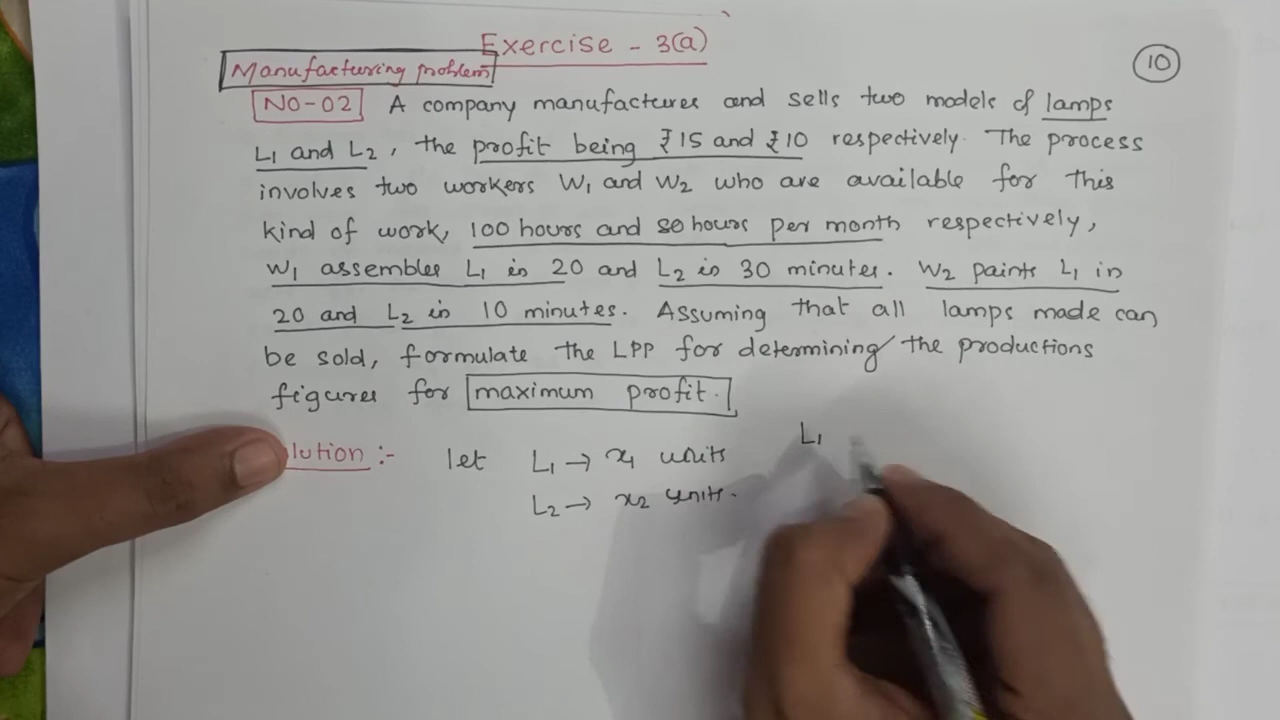 Exercise - 3(a)
10
Manufacturing problem
NO-02 A company manufactures and sells two models of lamps
L1 and L2, the profit being ₹15 and ₹10 respectively. The process
involves two workers W1 and W2 who are available for this
kind of work, 100 hours and 80 hours per month respectively,
W1 assembles L1 in 20 and L2 in 30 minutes. W2 paints L1 in
20 and L2 in 10 minutes. Assuming that all lamps made can
be sold, formulate the LPP for determining the productions
figures for maximum profit.
lution :- let L1 → x1 units L1
L2 → x2 units.